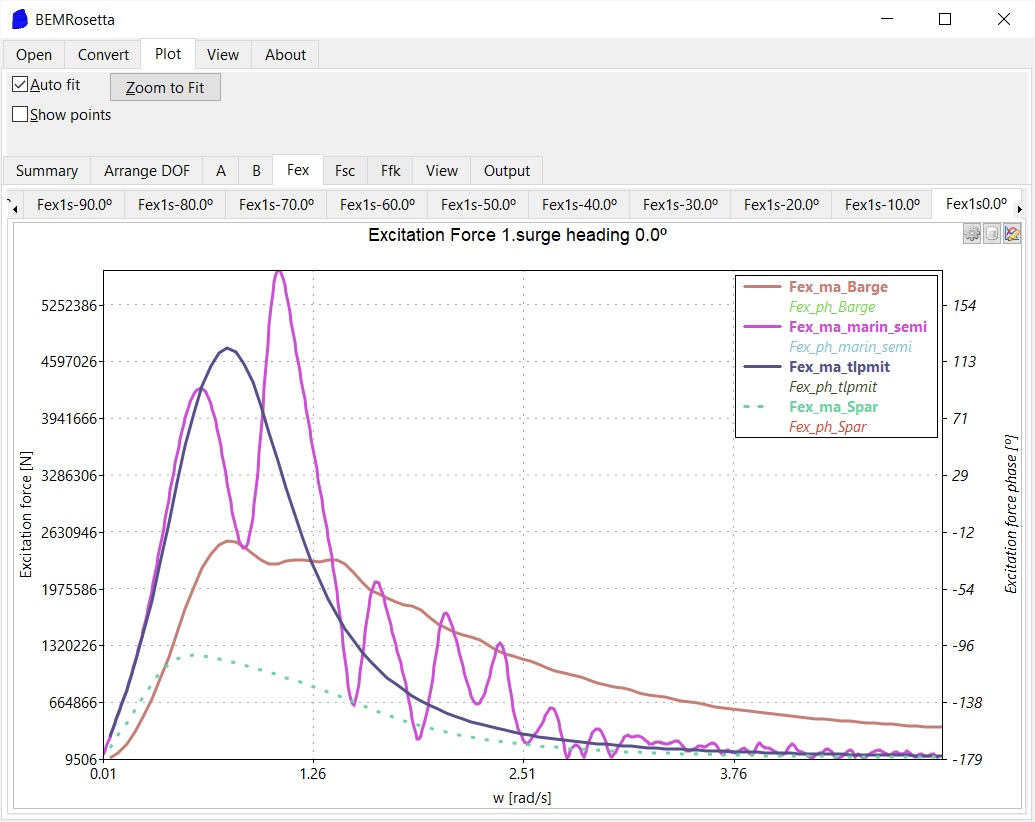 BEMRosetta
Open Convert Plot View About
Auto fit Zoom to Fit
Show points
Summary Arrange DOF A B Fex Fsc Ffk View Output
Fex1s-90.0º Fex1s-80.0º Fex1s-70.0º Fex1s-60.0º Fex1s-50.0º Fex1s-40.0º Fex1s-30.0º Fex1s-20.0º Fex1s-10.0º Fex1s0.0º
Excitation Force 1.surge heading 0.0º
Fex_ma_Barge
Fex_ph_Barge
Fex_ma_marin_semi
Fex_ph_marin_semi
Fex_ma_tlpmit
Fex_ph_tlpmit
Fex_ma_Spar
Fex_ph_Spar
Excitation force [N]
5252386
4597026
3941666
3286306
2630946
1975586
1320226
664866
9506
154
113
71
29
-12
-54
-96
-138
-179
Excitation force phase [º]
0.01 1.26 2.51 3.76
w [rad/s]